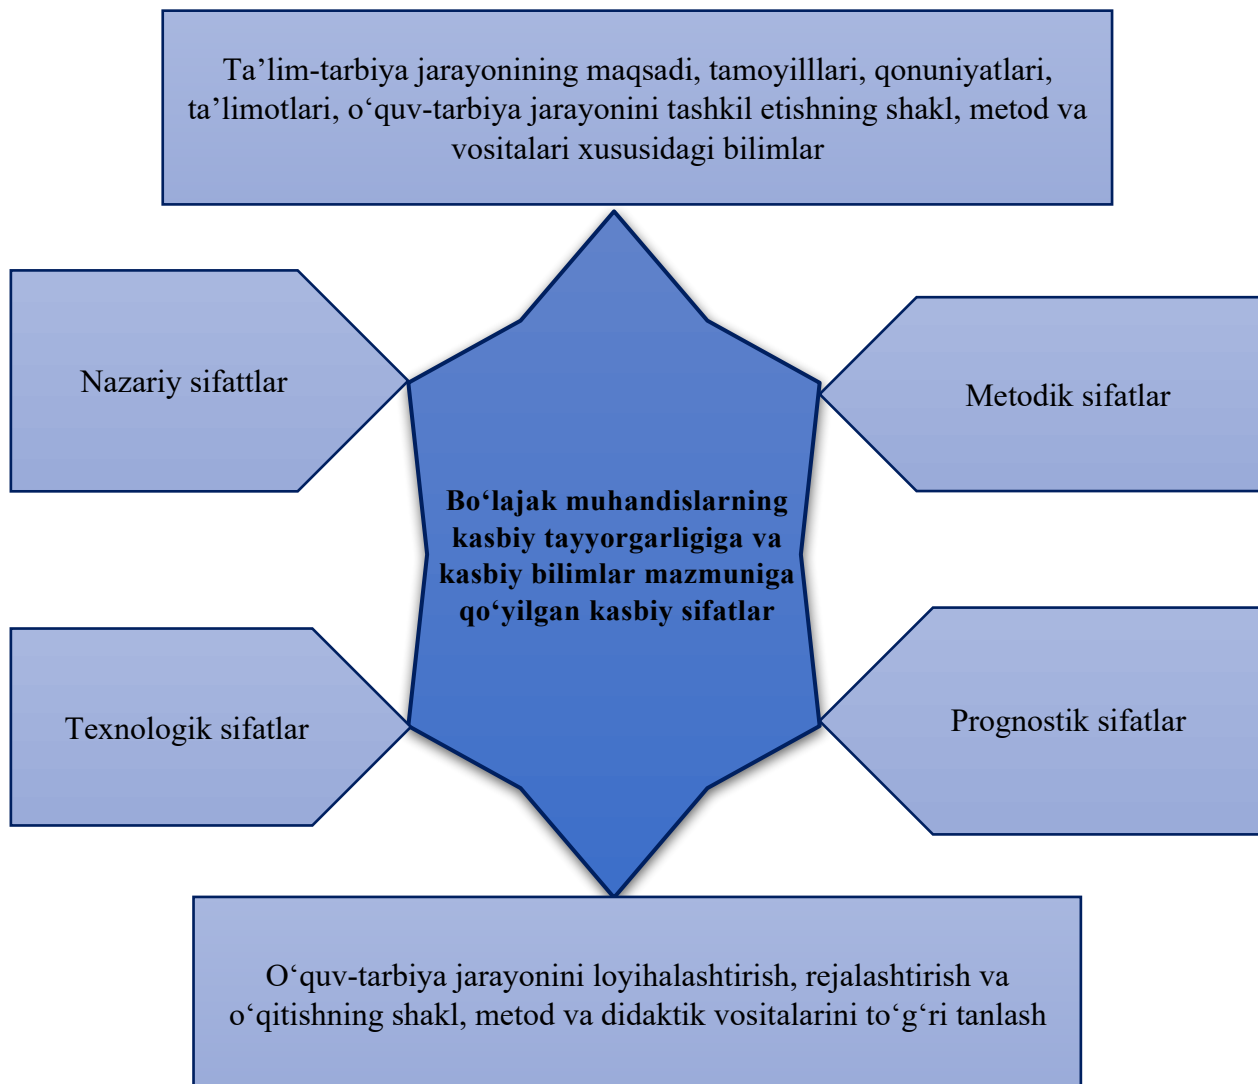 Ta’lim-tarbiya jarayonining maqsadi, tamoyilllari, qonuniyatlari,
ta’limotlari, o‘quv-tarbiya jarayonini tashkil etishning shakl, metod va
vositalari xususidagi bilimlar
Nazariy sifattlar
Metodik sifatlar
Bo‘lajak muhandislarning
kasbiy tayyorgarligiga va
kasbiy bilimlar mazmuniga
qo‘yilgan kasbiy sifatlar
Texnologik sifatlar
Prognostik sifatlar
O‘quv-tarbiya jarayonini loyihalashtirish, rejalashtirish va
o‘qitishning shakl, metod va didaktik vositalarini to‘g‘ri tanlash